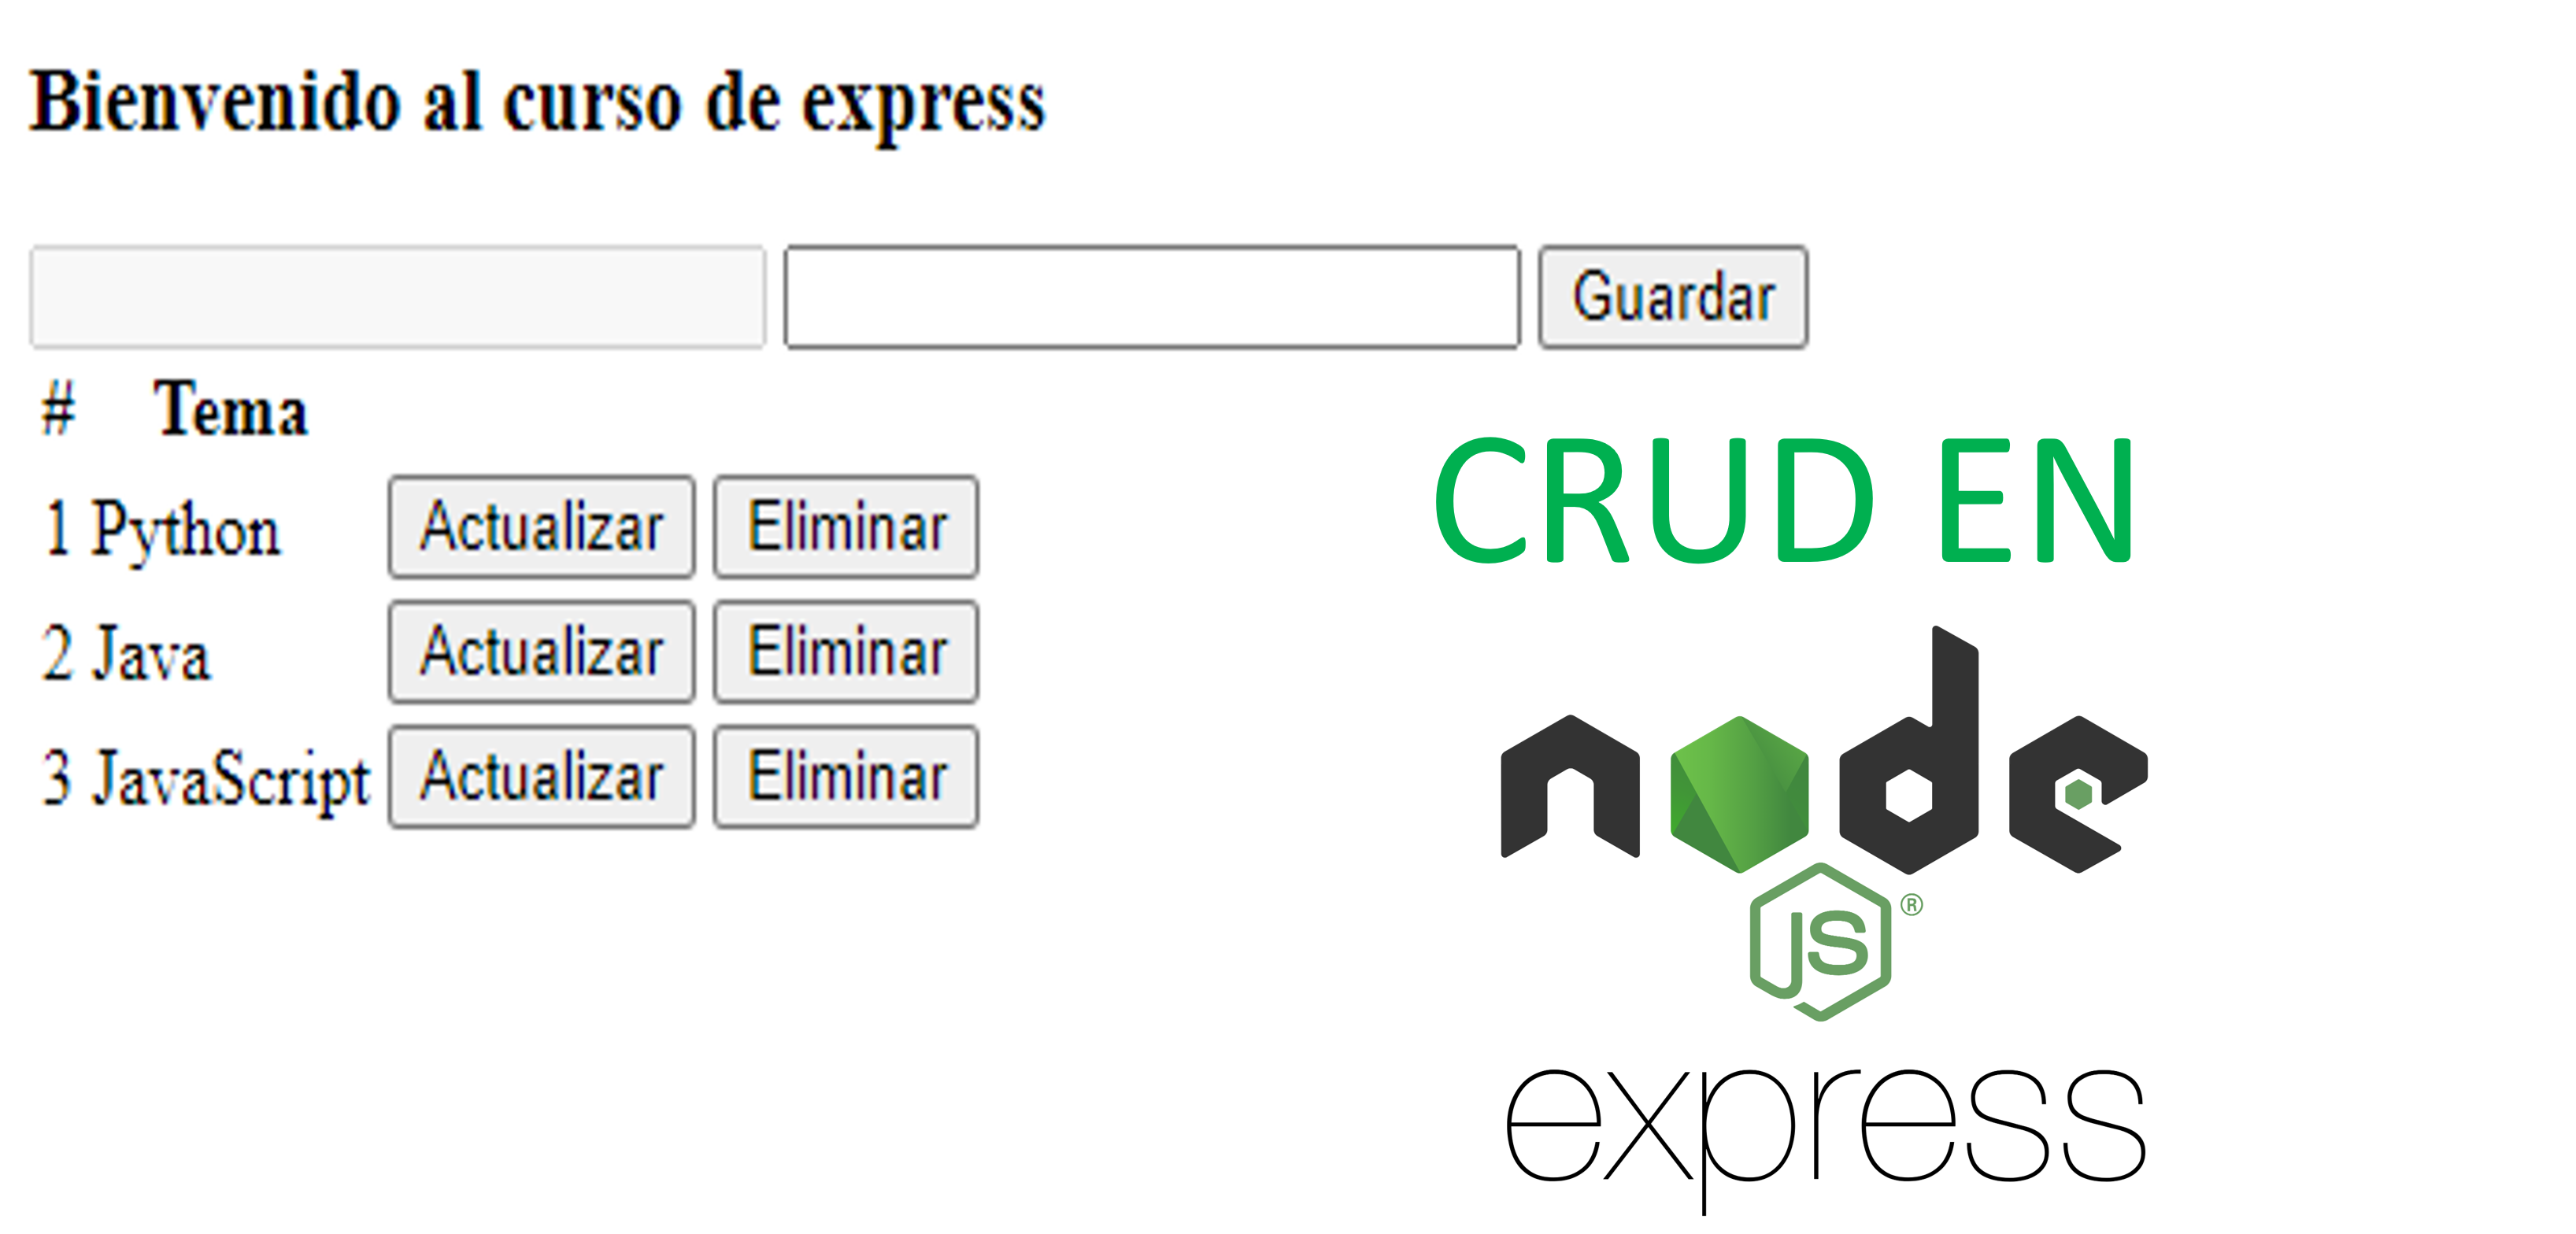 Bienvenido al curso de express
Guardar
# Tema
1 Python Actualizar Eliminar
2 Java Actualizar Eliminar
3 JavaScript Actualizar Eliminar
CRUD EN
node
JS®
express